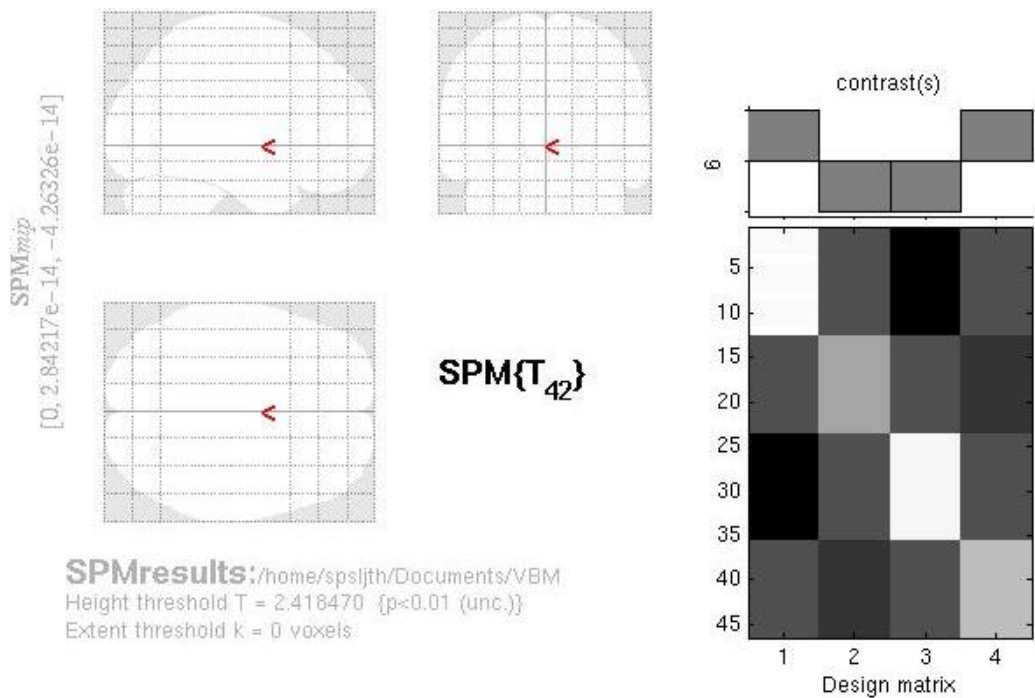 SPMmip
[0, 2.84217e-14, -4.26326e-14]
<
<
<
SPM{T42}
SPMresults:/home/spsljth/Documents/VBM
Height threshold T = 2.418470 {p<0.01 (unc.)}
Extent threshold k = 0 voxels
contrast(s)
6
5
10
15
20
25
30
35
40
45
1 2 3 4
Design matrix